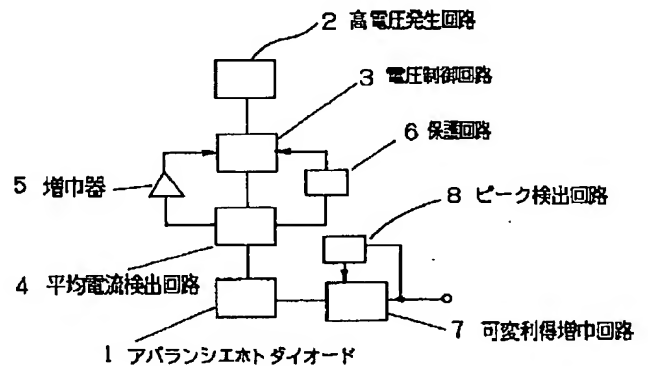 2 高電圧発生回路
3 電圧制御回路
6 保護回路
5 増巾器
8 ピーク検出回路
4 平均電流検出回路
7 可変利得増巾回路
1 アバランシエホトダイオード